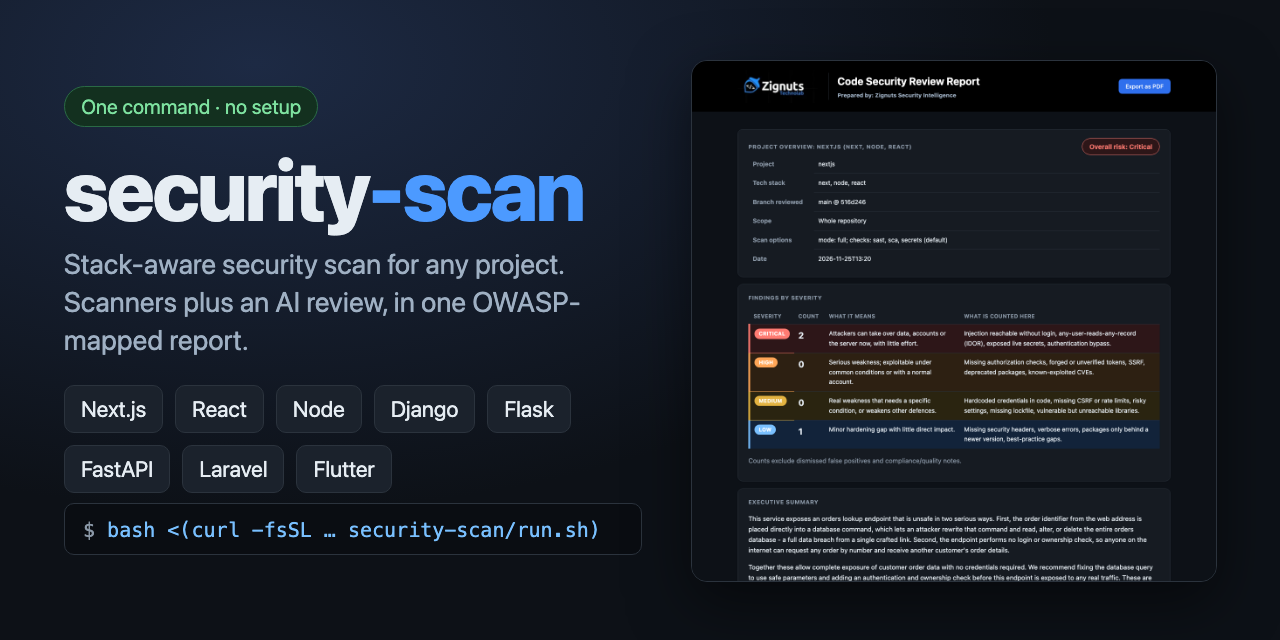 One command · no setup
security-scan
Stack-aware security scan for any project.
Scanners plus an AI review, in one OWASP-
mapped report.
Next.js
React
Node
Django
Flask
FastAPI
Laravel
Flutter
$ bash <(curl -fsSL … security-scan/run.sh)
Zignuts
Technolab
Code Security Review Report
Prepared by: Zignuts Security Intelligence
Export as PDF
PROJECT OVERVIEW: NEXTJS (NEXT, NODE, REACT)
Overall risk: Critical
Project nextjs
Tech stack next, node, react
Branch reviewed main @ 516d246
Scope Whole repository
Scan options mode: full; checks: sast, sca, secrets (default)
Date 2026-11-25T13:20
FINDINGS BY SEVERITY
SEVERITY COUNT WHAT IT MEANS WHAT IS COUNTED HERE
CRITICAL 2 Attackers can take over data, accounts or the server now, with little effort. Injection reachable without login, any-user-reads-any-record (IDOR), exposed live secrets, authentication bypass.
HIGH 0 Serious weakness; exploitable under common conditions or with a normal account. Missing authorization checks, forged or unverified tokens, SSRF, deprecated packages, known-exploited CVEs.
MEDIUM 0 Real weakness that needs a specific condition, or weakens other defences. Hardcoded credentials in code, missing CSRF or rate limits, risky settings, missing lockfile, vulnerable but unreachable libraries.
LOW 1 Minor hardening gap with little direct impact. Missing security headers, verbose errors, packages only behind a newer version, best-practice gaps.
Counts exclude dismissed false positives and compliance/quality notes.
EXECUTIVE SUMMARY
This service exposes an orders lookup endpoint that is unsafe in two serious ways. First, the order identifier from the web address is
placed directly into a database command, which lets an attacker rewrite that command and read, alter, or delete the entire orders
database - a full data breach from a single crafted link. Second, the endpoint performs no login or ownership check, so anyone on the
internet can request any order by number and receive another customer's order details.
Together these allow complete exposure of customer order data with no credentials required. We recommend fixing the database query
to use safe parameters and adding an authentication and ownership check before this endpoint is exposed to any real traffic. These are